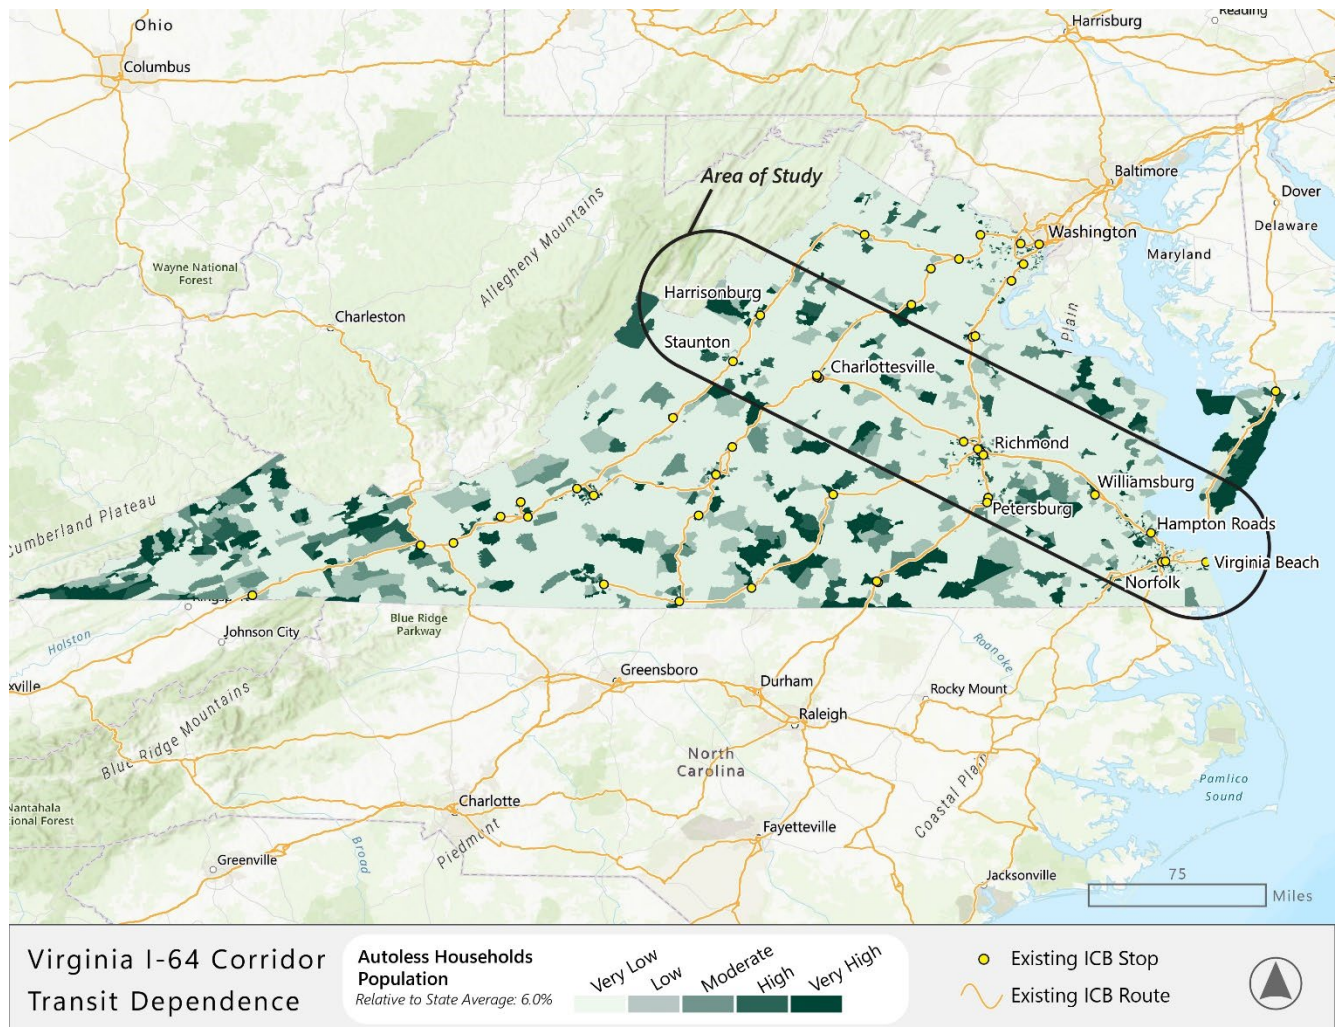 Reading
Harrisburg
Ohio
Columbus
Area of Study
Baltimore
Dover
Delaware
Washington
Maryland
Allegheny Mountains
Wayne National
Forest
Harrisonburg
Charleston
Plain
Staunton
Charlottesville
Richmond
Williamsburg
Cumberland Plateau
Petersburg
Hampton Roads
Virginia Beach
Norfolk
Blue Ridge
Parkway
Holston
Johnson City
Roanoke
xville
Greensboro
Durham
Rocky Mount
Raleigh
Blue Ridge Mountains
North
Carolina
Coastal Plain
Pamlico
Sound
Nantahala
ional Forest
Charlotte
Piedmont
Fayetteville
Broad
Greenville
Jacksonville
75
Miles
Virginia I-64 Corridor
Transit Dependence
Autoless Households
Population
Relative to State Average: 6.0%
Very Low
Low
Moderate
High
Very High
Existing ICB Stop
Existing ICB Route